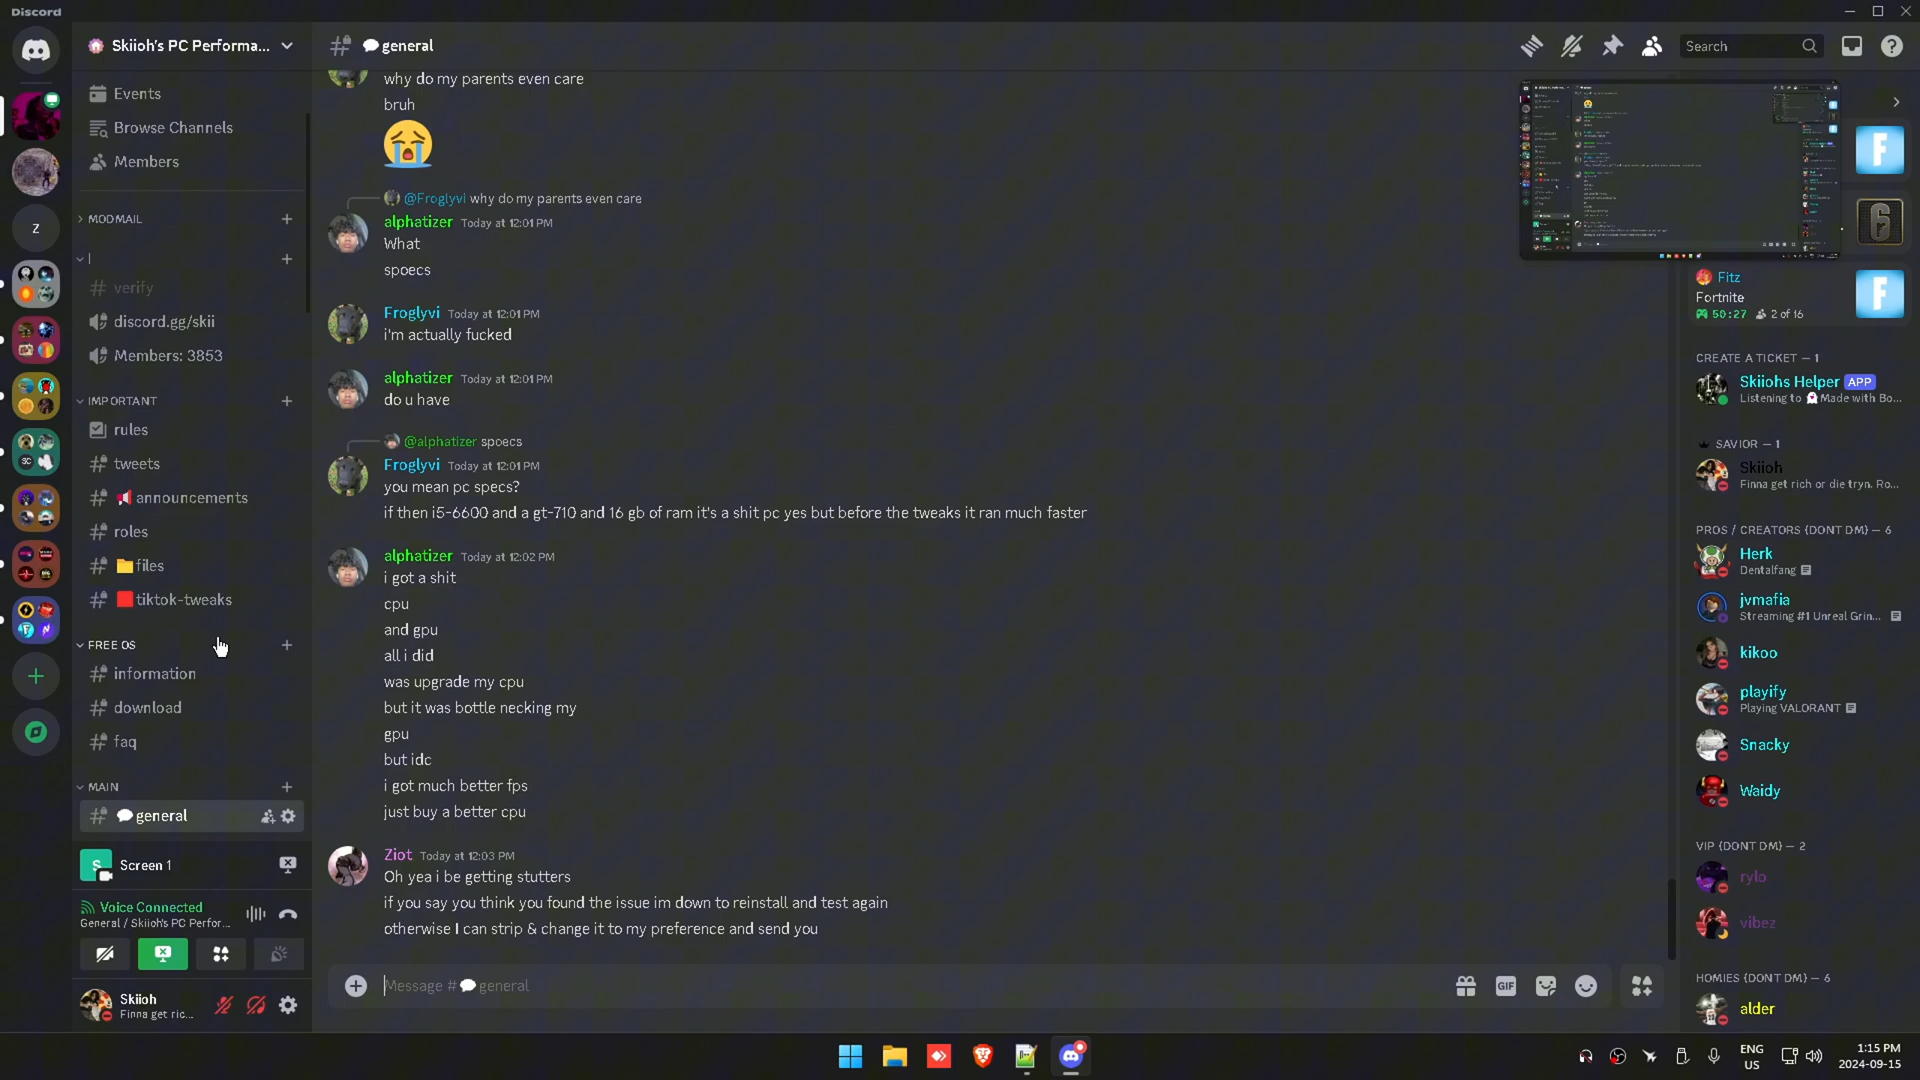 Discord
Skiioh's PC Performa...
Events
Browse Channels
Members
MODMAIL
|
verify
discord.gg/skii
Members: 3853
IMPORTANT
rules
tweets
announcements
roles
files
tiktok-tweaks
FREE OS
information
download
faq
MAIN
general
Screen 1
Voice Connected
General / Skiioh's PC Perfor...
Skiioh
Finna get ric...
Z
general
Search
why do my parents even care
bruh
@Froglyvi why do my parents even care
alphatizer Today at 12:01 PM
What
spoecs
Froglyvi Today at 12:01 PM
i'm actually fucked
alphatizer Today at 12:01 PM
do u have
@alphatizer spoecs
Froglyvi Today at 12:01 PM
you mean pc specs?
if then i5-6600 and a gt-710 and 16 gb of ram it's a shit pc yes but before the tweaks it ran much faster
alphatizer Today at 12:02 PM
i got a shit
cpu
and gpu
all i did
was upgrade my cpu
but it was bottle necking my
gpu
but idc
i got much better fps
just buy a better cpu
Ziot Today at 12:03 PM
Oh yea i be getting stutters
if you say you think you found the issue im down to reinstall and test again
otherwise I can strip & change it to my preference and send you
Message # general
GIF
F
6
Fitz
Fortnite
50:27 2 of 16
F
CREATE A TICKET — 1
Skiiohs Helper APP
Listening to Made with Bo...
SAVIOR — 1
Skiioh
Finna get rich or die tryn. Ro...
PROS / CREATORS {DONT DM} — 6
Herk
Dentalfang
jvmafia
Streaming #1 Unreal Grin...
kikoo
playify
Playing VALORANT
Snacky
Waidy
VIP {DONT DM} — 2
rylo
vibez
HOMIES {DONT DM} — 6
alder
ENG
US
1:15 PM
2024-09-15